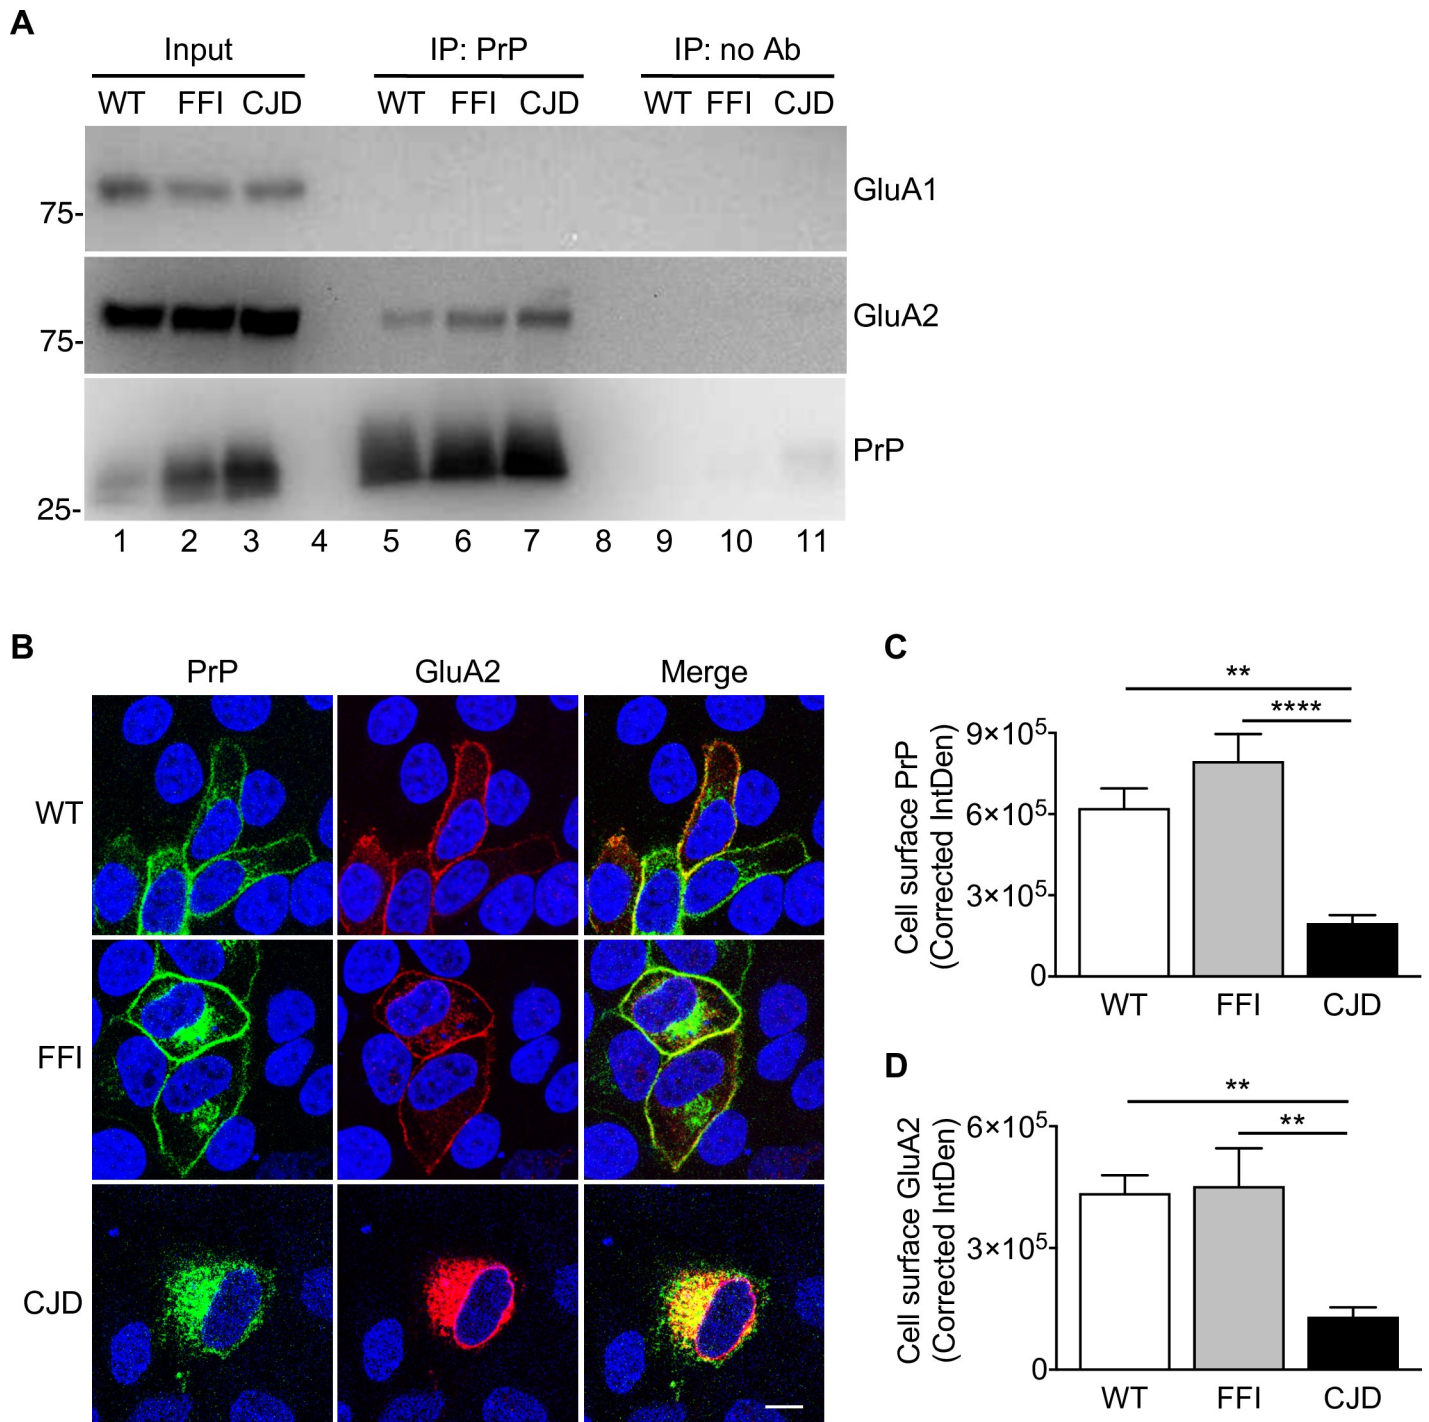 A
Input IP: PrP IP: no Ab
WT FFI CJD WT FFI CJD WT FFI CJD
GluA1
75-
GluA2
75-
PrP
25-
1 2 3 4 5 6 7 8 9 10 11
B
PrP GluA2 Merge
WT
FFI
CJD
C
**
****
Cell surface PrP
(Corrected IntDen)
9×10⁵
6×10⁵
3×10⁵
0
WT FFI CJD
D
**
**
Cell surface GluA2
(Corrected IntDen)
6×10⁵
3×10⁵
0
WT FFI CJD